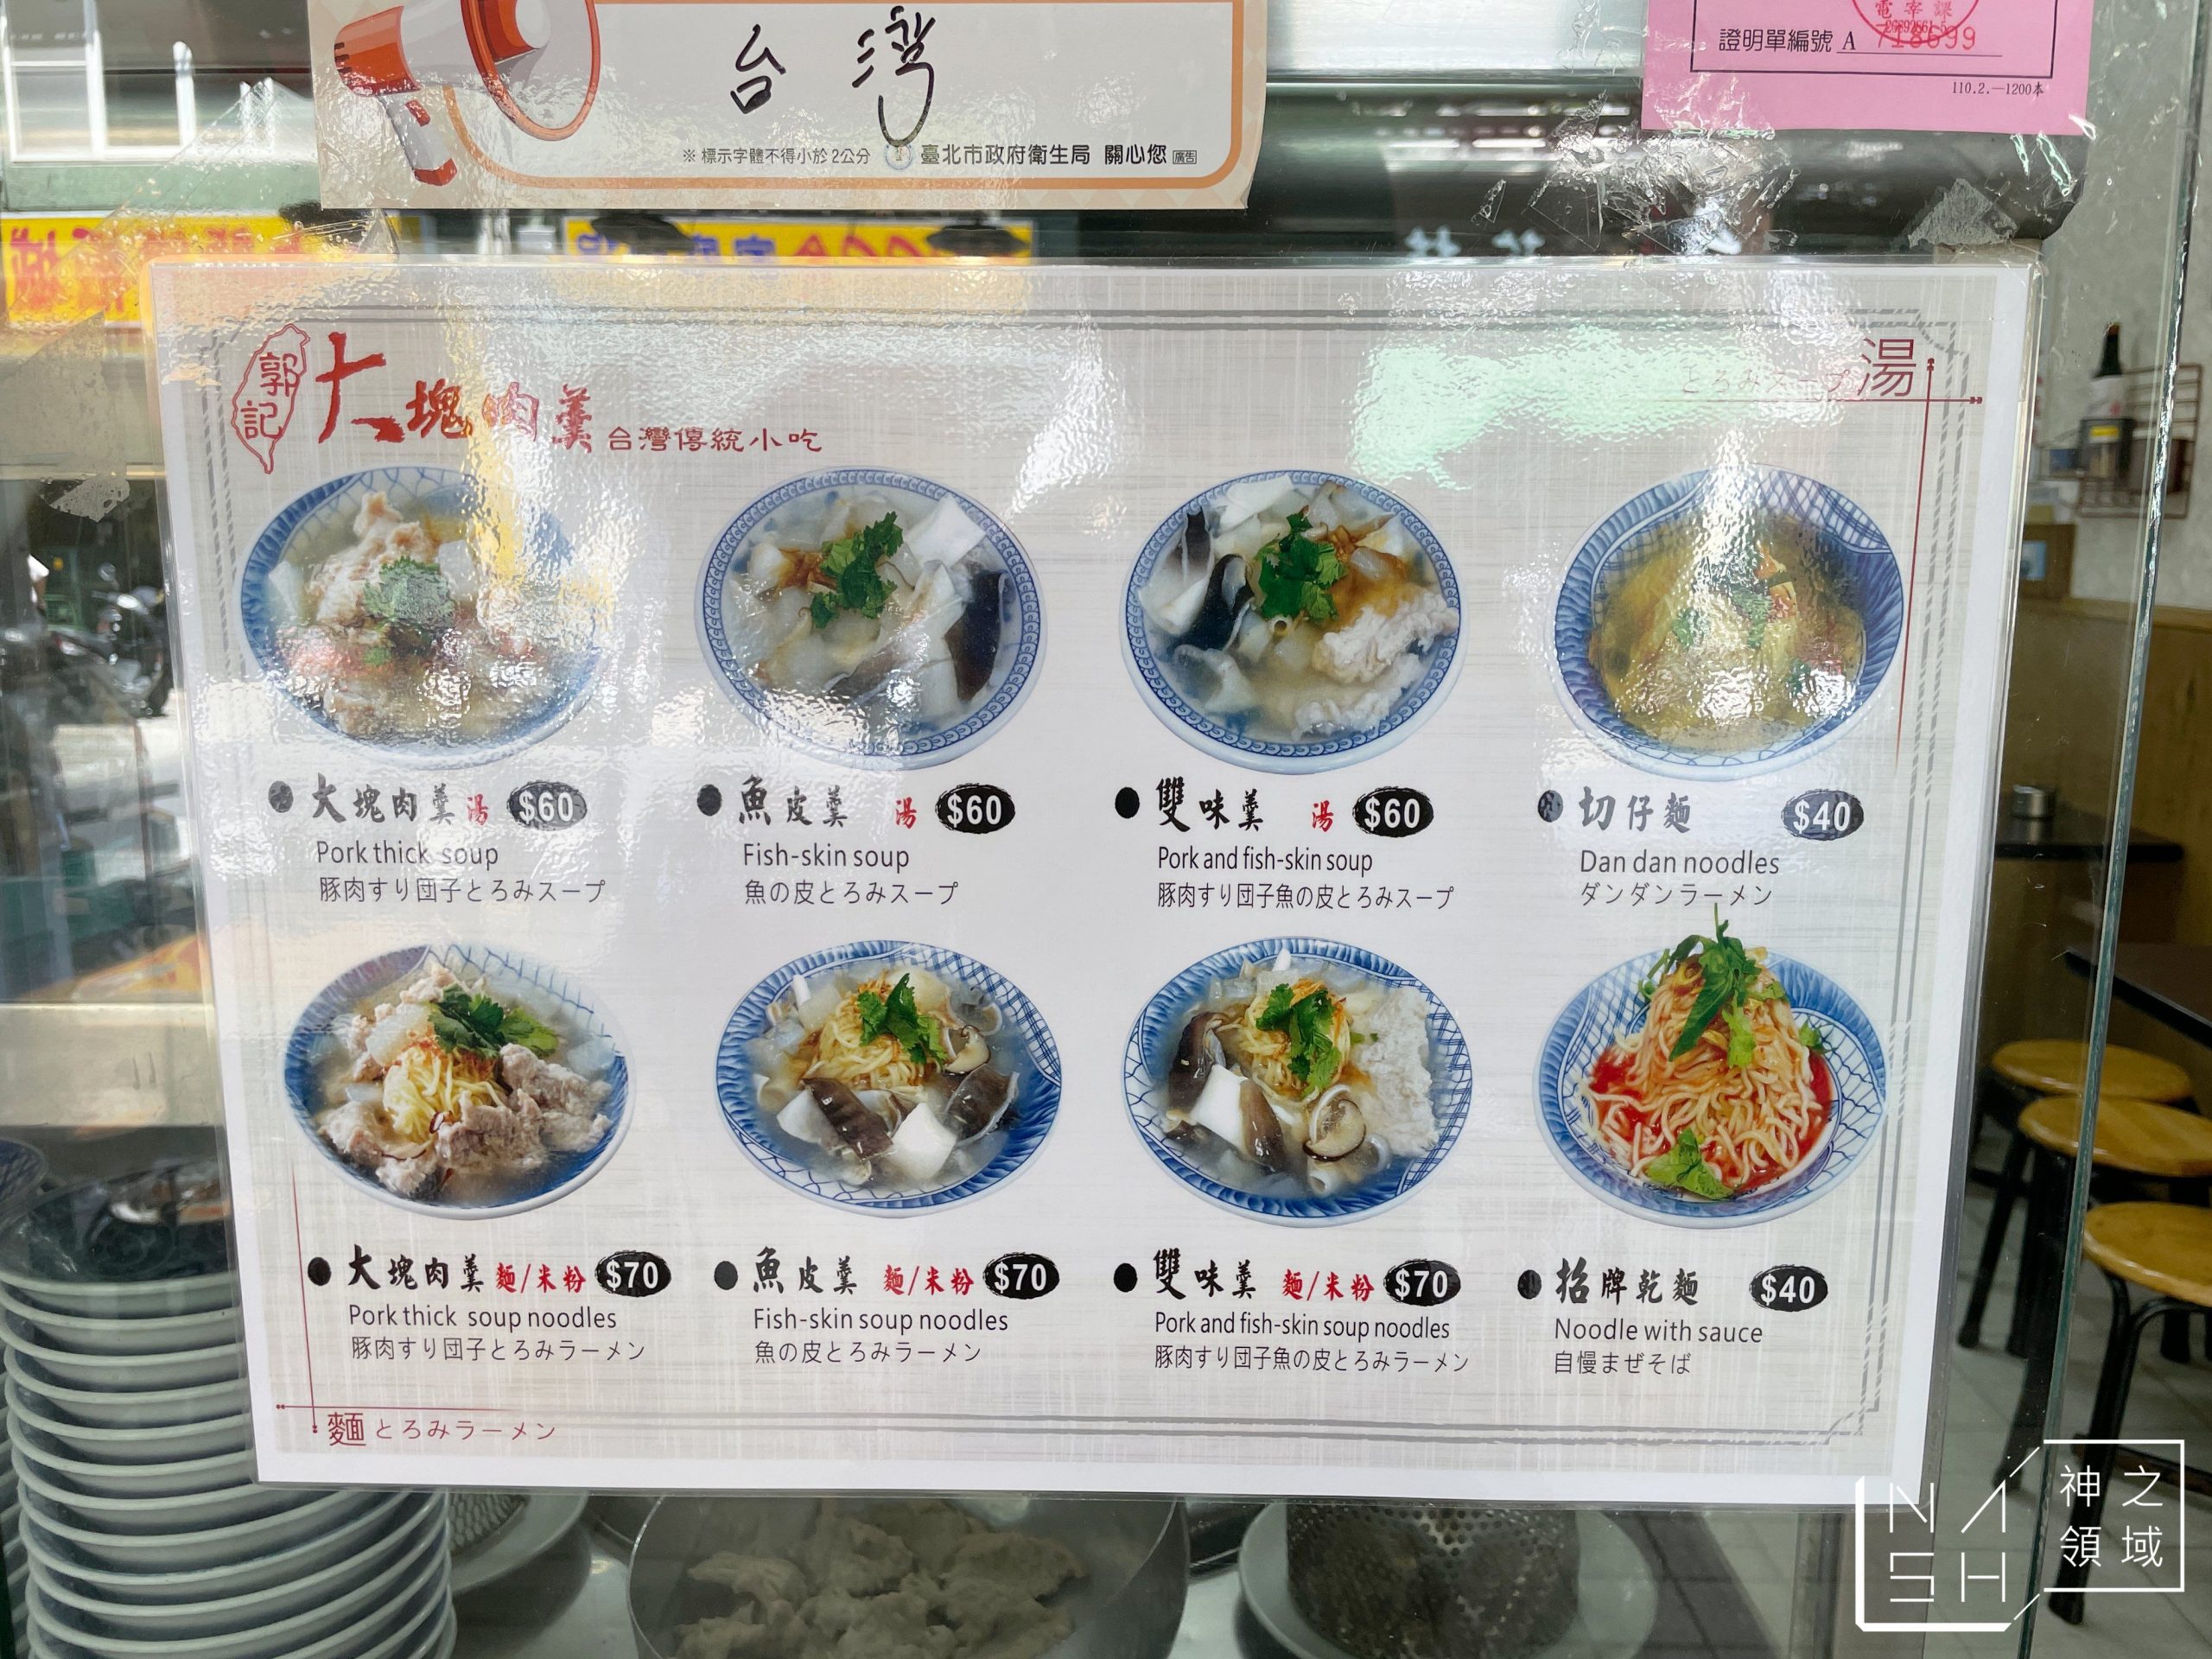 台灣
※ 標示字體不得小於2公分 臺北市政府衛生局 關心您 廣告
電宰課
證明單編號 A 718699
110.2.—1200本
郭記
大塊肉羹 台灣傳統小吃
とろみスープ 湯
大塊肉羹 湯 $60
Pork thick soup
豚肉すり団子とろみスープ
魚皮羹 湯 $60
Fish-skin soup
魚の皮とろみスープ
雙味羹 湯 $60
Pork and fish-skin soup
豚肉すり団子魚の皮とろみスープ
切仔麵 $40
Dan dan noodles
ダンダンラーメン
大塊肉羹 麵/米粉 $70
Pork thick soup noodles
豚肉すり団子とろみラーメン
魚皮羹 麵/米粉 $70
Fish-skin soup noodles
魚の皮とろみラーメン
雙味羹 麵/米粉 $70
Pork and fish-skin soup noodles
豚肉すり団子魚の皮とろみラーメン
招牌乾麵 $40
Noodle with sauce
自慢まぜそば
麵 とろみラーメン
NASH
神之領域